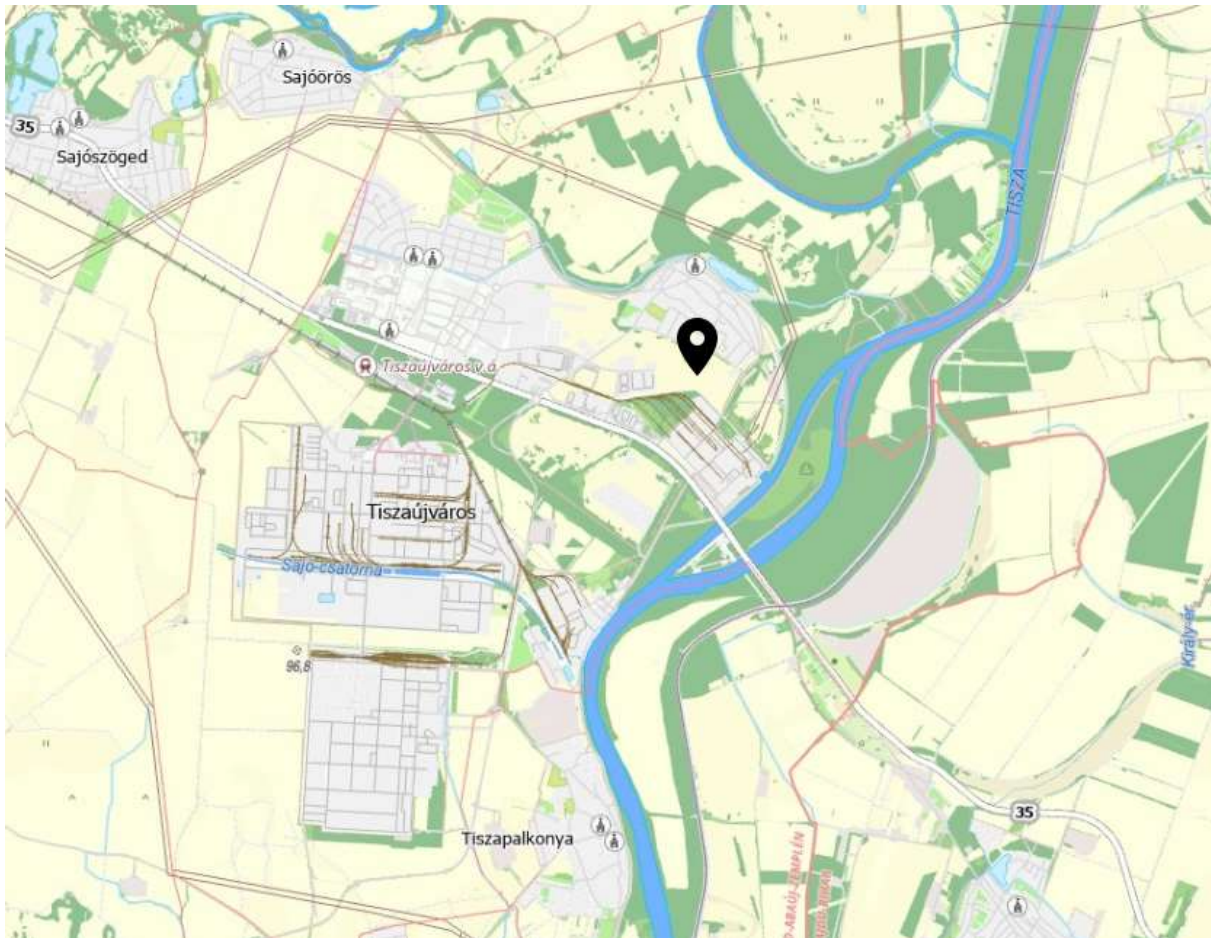 Sajóörös
35
Sajószöged
TISZA
Tiszaújváros v.á
Tiszaújváros
Sajó-csatorna
96,8
Király-ér
Tiszapalkonya
35